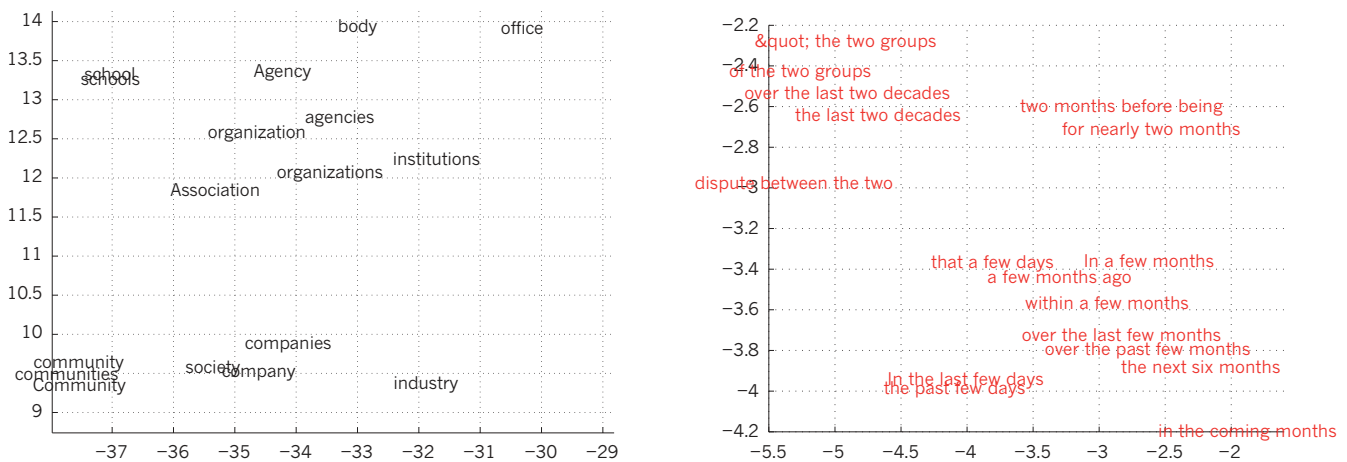 14
body
office
13.5
school
schools
Agency
13
agencies
12.5
organization
institutions
organizations
12
Association
11.5
11
10.5
10
companies
community
society
company
communities
Community
industry
9
−37 −36 −35 −34 −33 −32 −31 −30 −29
−2.2
&quot; the two groups
−2.4
of the two groups
over the last two decades
−2.6
two months before being
the last two decades
for nearly two months
−2.8
dispute between the two
−3
−3.2
that a few days
In a few months
−3.4
a few months ago
−3.6
within a few months
over the last few months
−3.8
over the past few months
the next six months
In the last few days
−4
the past few days
−4.2
in the coming months
−5.5 −5 −4.5 −4 −3.5 −3 −2.5 −2